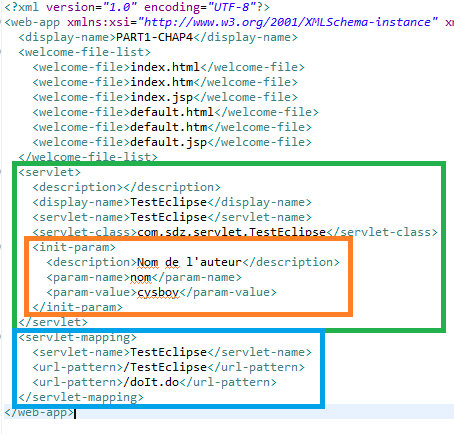 <?xml version="1.0" encoding="UTF-8"?>
<web-app xmlns:xsi="http://www.w3.org/2001/XMLSchema-instance" x
<display-name>PART1-CHAP4</display-name>
<welcome-file-list>
<welcome-file>index.html</welcome-file>
<welcome-file>index.htm</welcome-file>
<welcome-file>index.jsp</welcome-file>
<welcome-file>default.html</welcome-file>
<welcome-file>default.htm</welcome-file>
<welcome-file>default.jsp</welcome-file>
</welcome-file-list>
<servlet>
<description></description>
<display-name>TestEclipse</display-name>
<servlet-name>TestEclipse</servlet-name>
<servlet-class>com.sdz.servlet.TestEclipse</servlet-class>
<init-param>
<description>Nom de l'auteur</description>
<param-name>nom</param-name>
<param-value>cysboy</param-value>
</init-param>
</servlet>
<servlet-mapping>
<servlet-name>TestEclipse</servlet-name>
<url-pattern>/TestEclipse</url-pattern>
<url-pattern>/doIt.do</url-pattern>
</servlet-mapping>
</web-app>